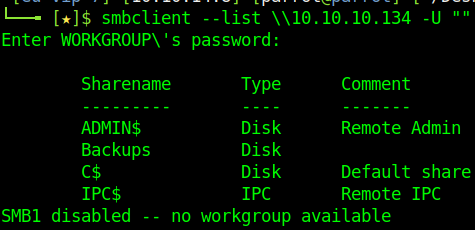 [★]$ smbclient --list \\10.10.10.134 -U ""
Enter WORKGROUP\'s password:
Sharename Type Comment
--------- ---- -------
ADMIN$ Disk Remote Admin
Backups Disk
C$ Disk Default share
IPC$ IPC Remote IPC
SMB1 disabled -- no workgroup available